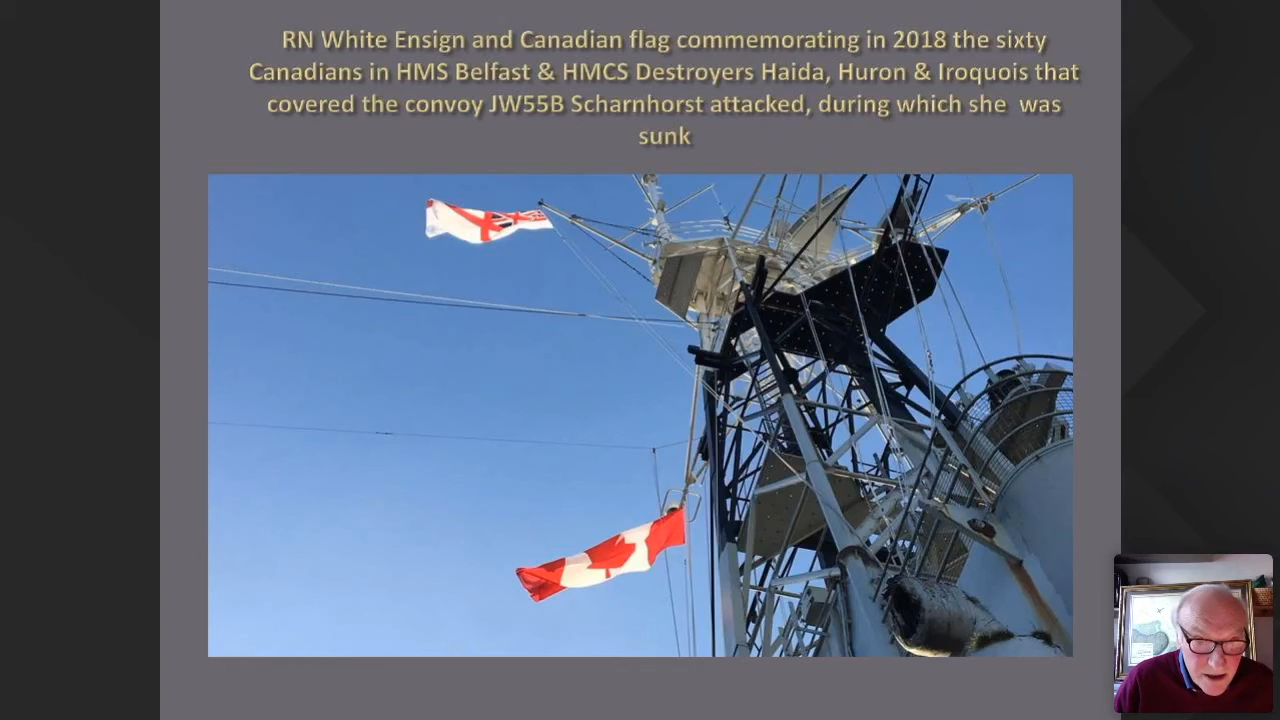 RN White Ensign and Canadian flag commemorating in 2018 the sixty
Canadians in HMS Belfast & HMCS Destroyers Haida, Huron & Iroquois that
covered the convoy JW55B Scharnhorst attacked, during which she was
sunk